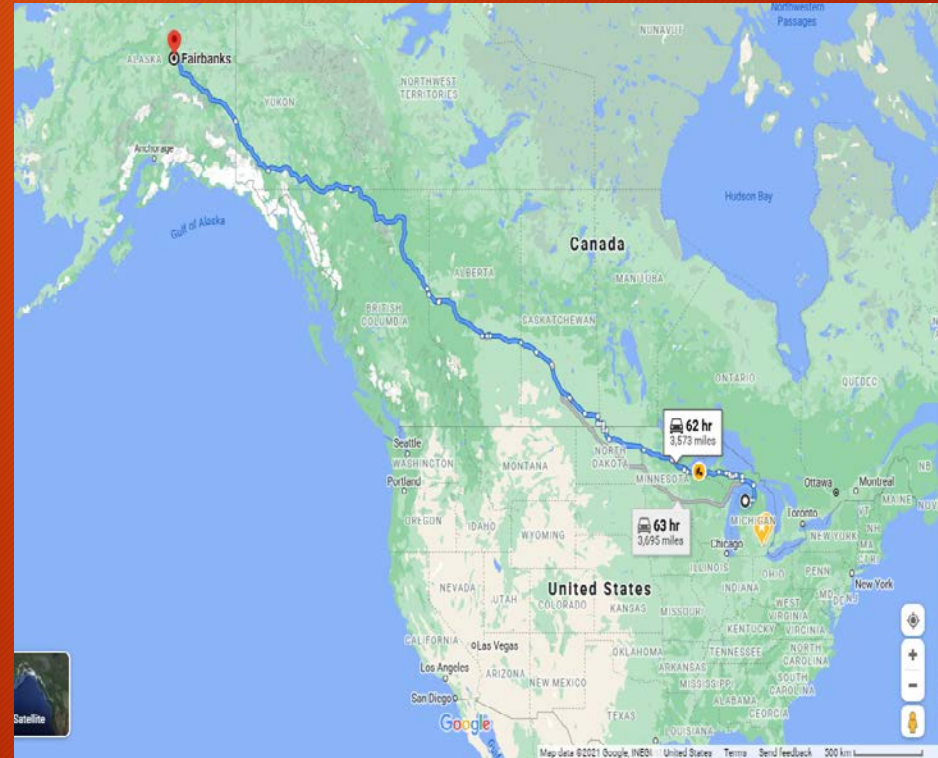 Northwestern
Passages
NUNAVUT
ALASKA
Fairbanks
NORTHWEST
TERRITORIES
YUKON
Anchorage
Hudson Bay
Gulf of Alaska
Canada
ALBERTA
MANITOBA
BRITISH
COLUMBIA
SASKATCHEWAN
ONTARIO
QUEBEC
62 hr
3,573 miles
Seattle
WASHINGTON
NORTH
DAKOTA
MONTANA
Portland
MINNESOTA
Ottawa
Montreal
NB
MAINE
63 hr
3,695 miles
MICHIGAN
Toronto
VT
NH
OREGON
IDAHO
WYOMING
Chicago
NEW YORK
MA
ILLINOIS
OHIO
PENN
New York
United States
NEVADA
UTAH
COLORADO
KANSAS
MISSOURI
INDIANA
WEST
VIRGINIA
MD
DE
KENTUCKY
VIRGINIA
CALIFORNIA
Las Vegas
OKLAHOMA
TENNESSEE
NORTH
CAROLINA
Los Angeles
ARIZONA
NEW MEXICO
ARKANSAS
MISSISSIPPI
SOUTH
CAROLINA
San Diego
ALABAMA
GEORGIA
TEXAS
LOUISIANA
Satellite
Google
Map data ©2021 Google, INEGI United States Terms Send feedback 500 km